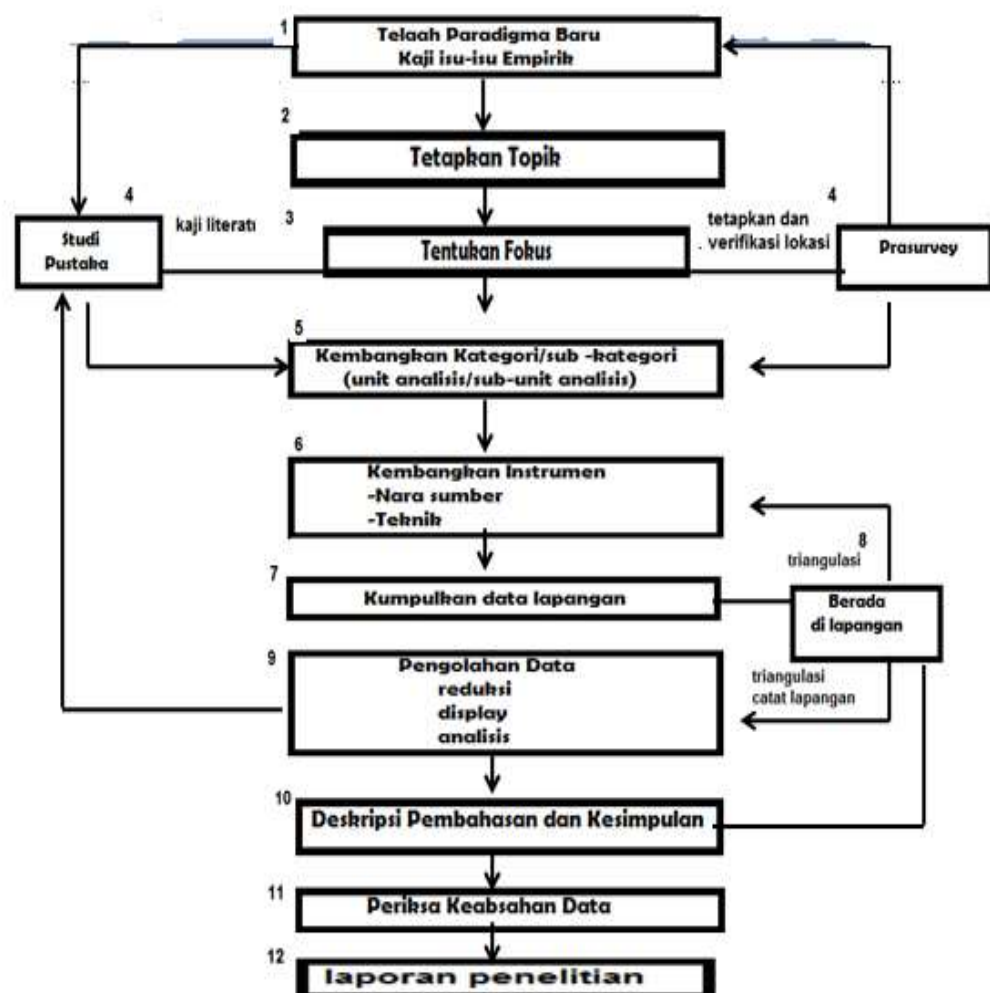 1
Telaah Paradigma Baru
Kaji isu-isu Empirik
2
Tetapkan Topik
4
Studi
Pustaka
kaji literatı
3
Tentukan Fokus
tetapkan dan
. verifikasi lokasi
4
Prasurvey
5
Kembangkan Kategori/sub -kategori
(unit analisis/sub-unit analisis)
6
Kembangkan Instrumen
-Nara sumber
-Teknik
8
triangulasi
7
Kumpulkan data lapangan
Berada
di lapangan
9
Pengolahan Data
reduksi
display
analisis
triangulasi
catat lapangan
10
Deskripsi Pembahasan dan Kesimpulan
11
Periksa Keabsahan Data
12
laporan penelitian